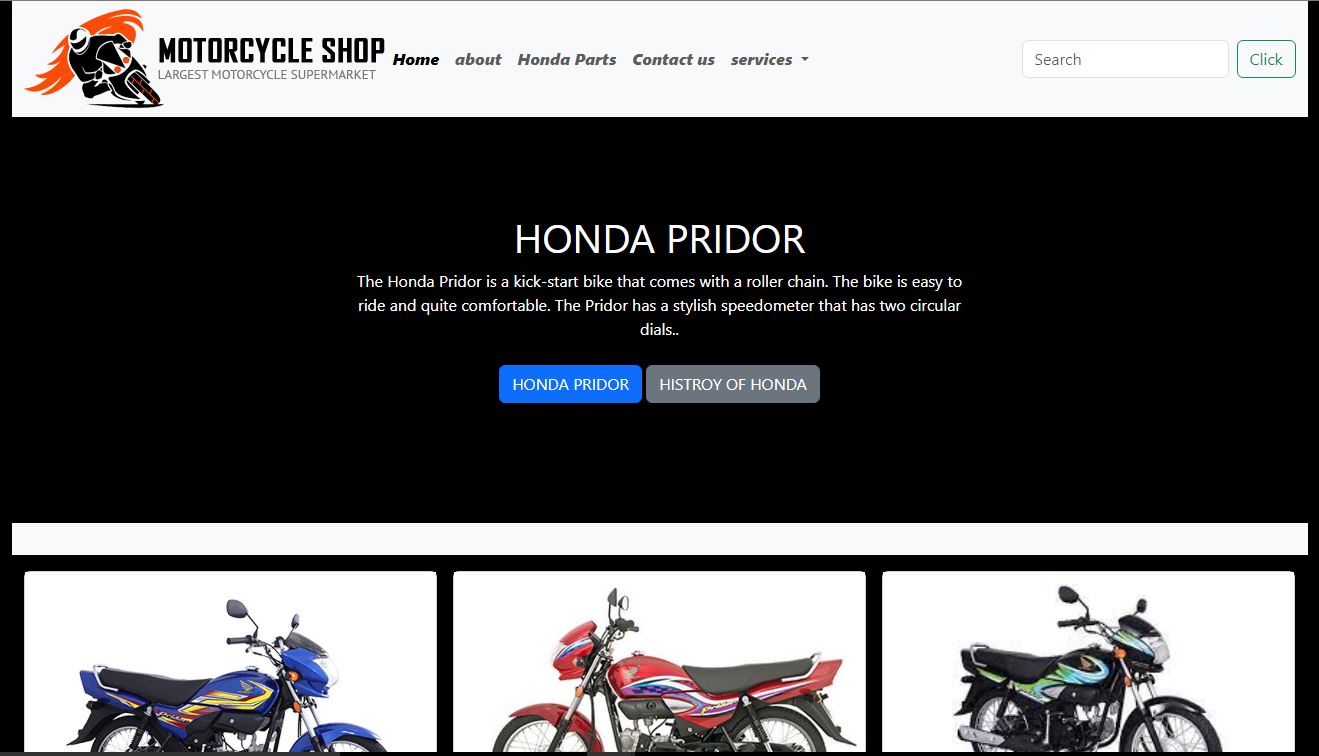 MOTORCYCLE SHOP
LARGEST MOTORCYCLE SUPERMARKET
Home about Honda Parts Contact us services
Search Click
HONDA PRIDOR
The Honda Pridor is a kick-start bike that comes with a roller chain. The bike is easy to
ride and quite comfortable. The Pridor has a stylish speedometer that has two circular
dials..
HONDA PRIDOR HISTROY OF HONDA